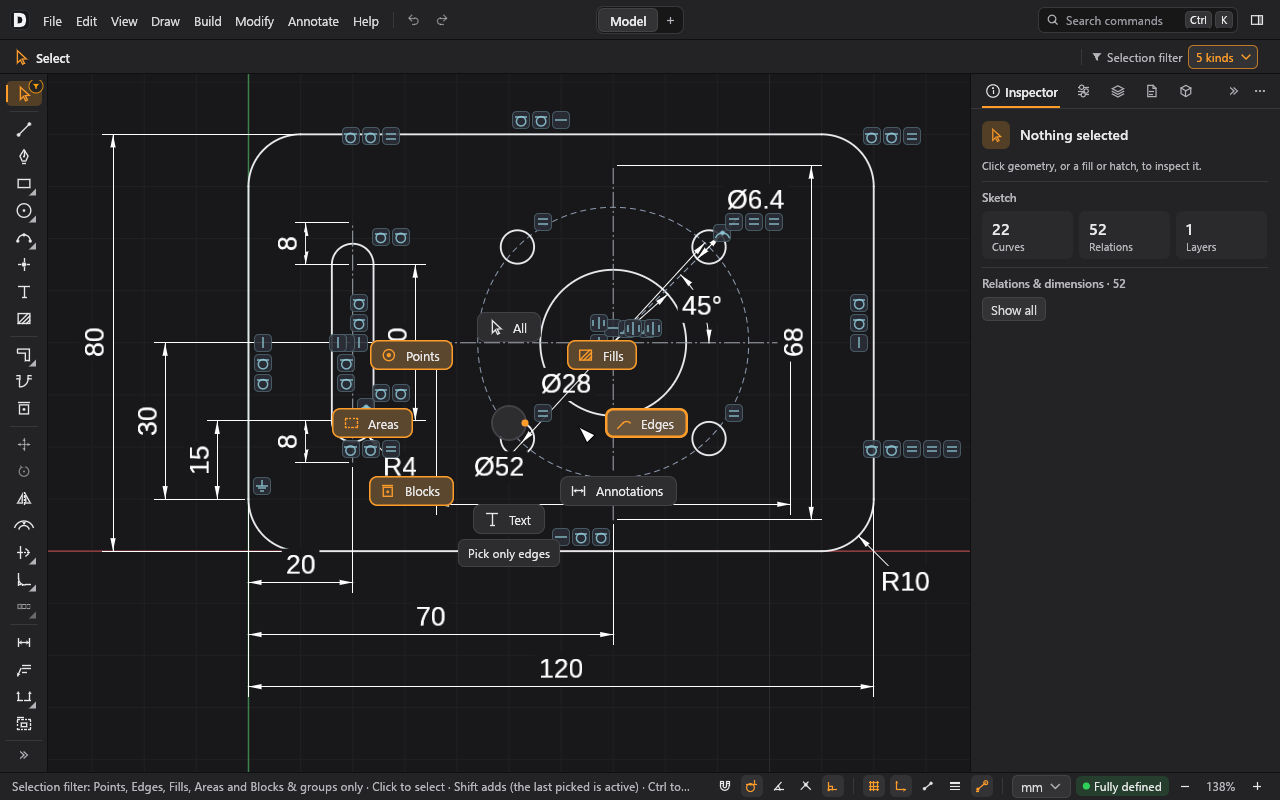 D File Edit View Draw Build Modify Annotate Help Model + Search commands Ctrl K
Select Selection filter 5 kinds
Inspector
Nothing selected
Click geometry, or a fill or hatch, to inspect it.
Sketch
22 52 1
Curves Relations Layers
Relations & dimensions · 52
Show all
Ø6.4
8
45°
80
68
All
Points
Fills
Ø28
Areas
Edges
30
15
8
R4
Ø52
Blocks
Annotations
Text
Pick only edges
20
R10
70
120
Selection filter: Points, Edges, Fills, Areas and Blocks & groups only · Click to select · Shift adds (the last picked is active) · Ctrl to... mm Fully defined − 138% +